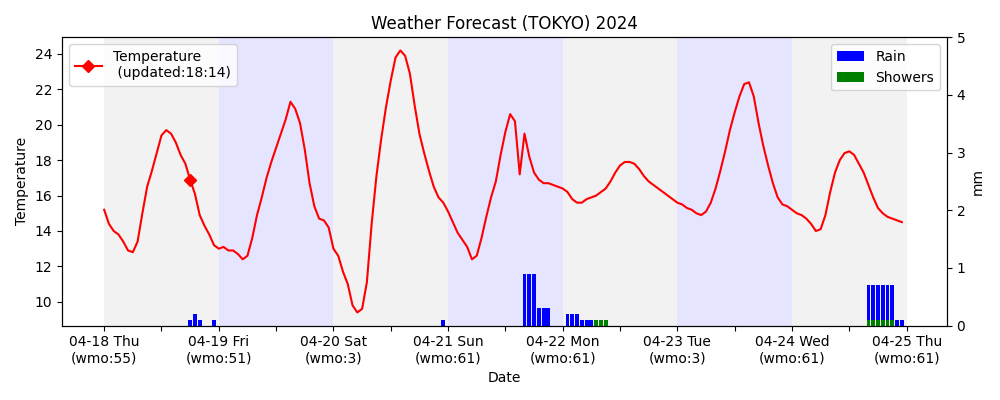 Weather Forecast (TOKYO) 2024
Temperature
(updated:18:14)
Rain
Showers
24
22
20
18
16
14
12
10
Temperature
5
4
3
2
1
0
mm
04-18 Thu
(wmo:55)
04-19 Fri
(wmo:51)
04-20 Sat
(wmo:3)
04-21 Sun
(wmo:61)
04-22 Mon
(wmo:61)
04-23 Tue
(wmo:3)
04-24 Wed
(wmo:61)
04-25 Thu
(wmo:61)
Date